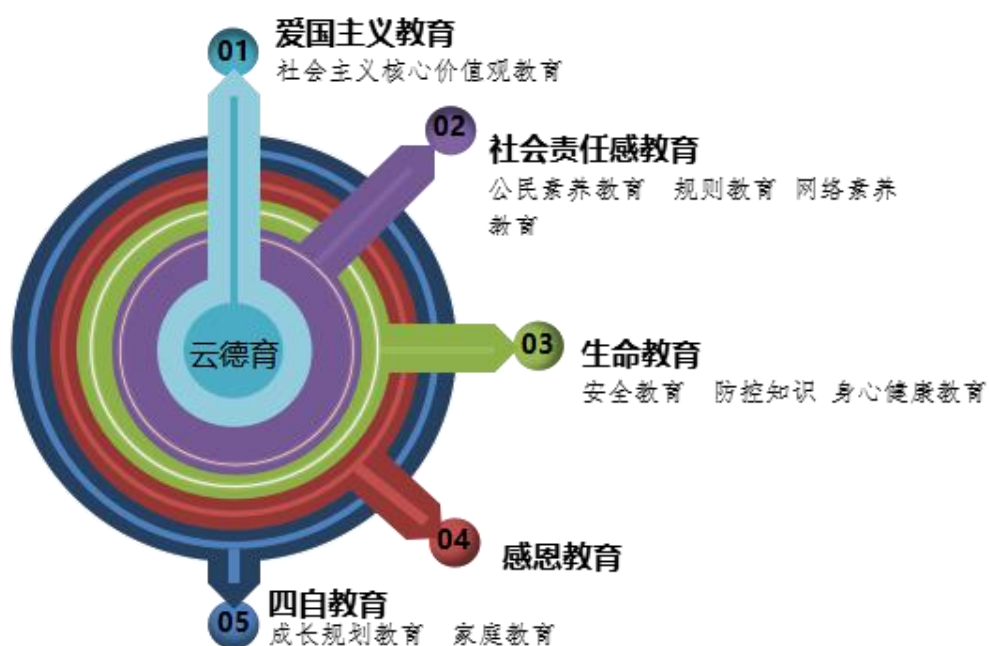 01
爱国主义教育
社会主义核心价值观教育
02
社会责任感教育
公民素养教育 规则教育 网络素养
教育
云德育
03
生命教育
安全教育 防控知识 身心健康教育
04
感恩教育
05
四自教育
成长规划教育 家庭教育